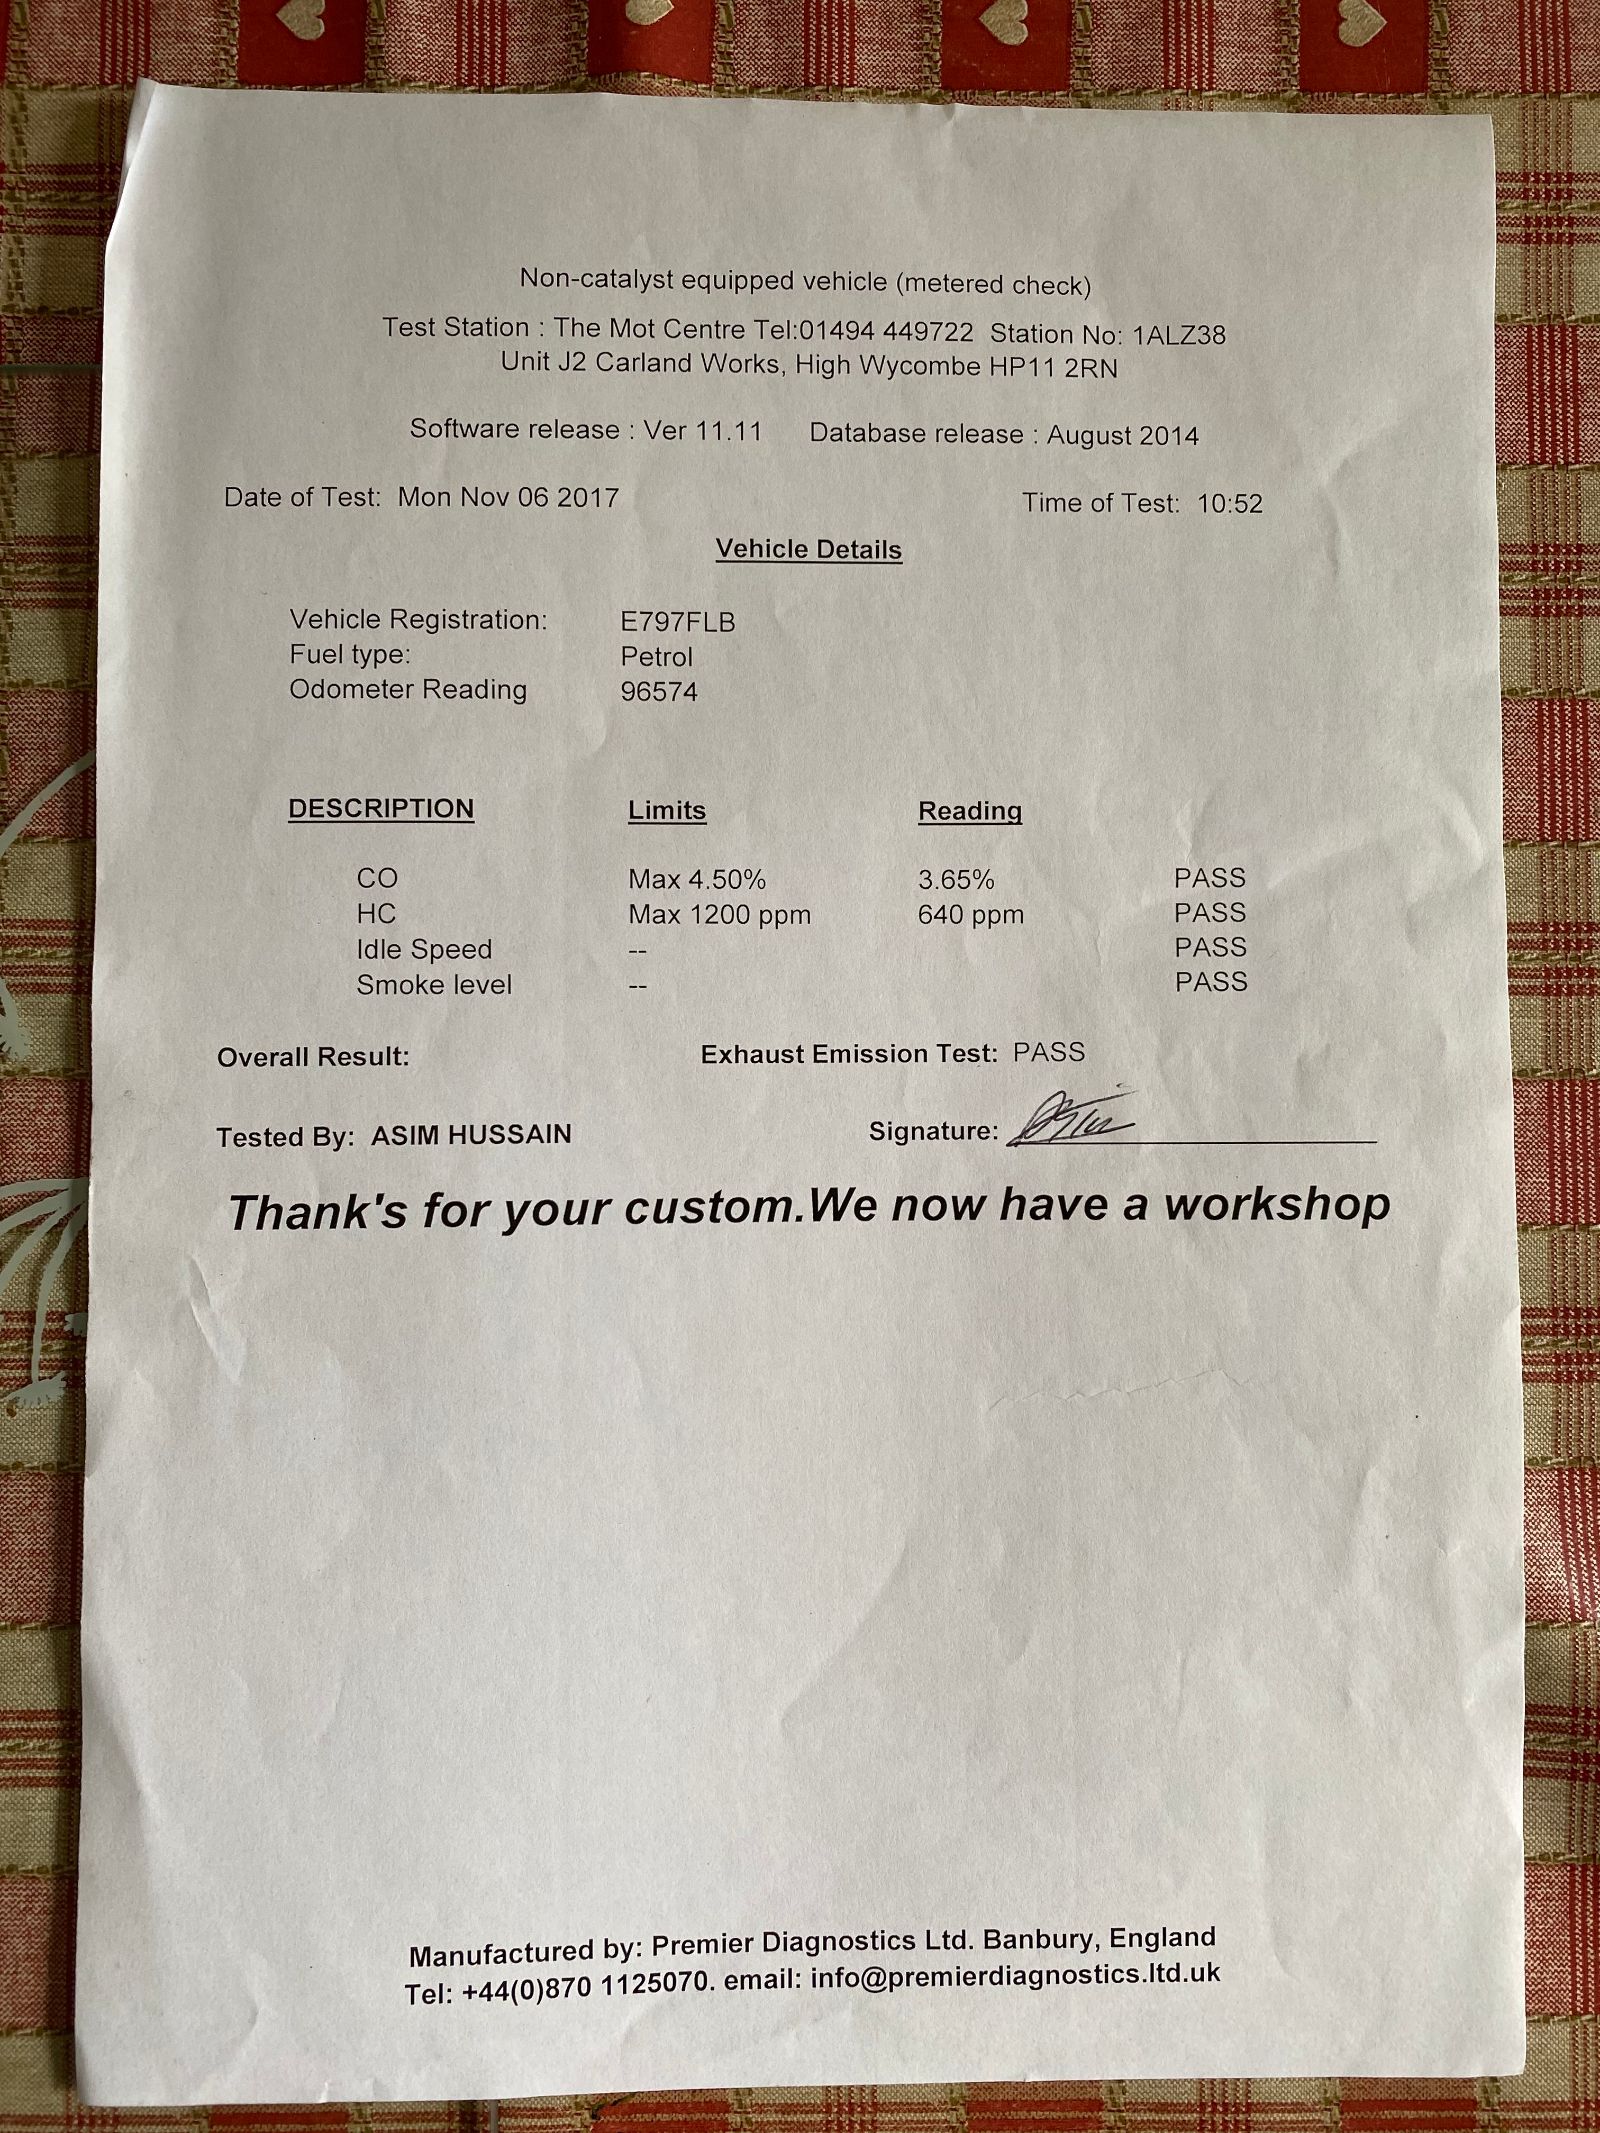 Non-catalyst equipped vehicle (metered check)
Test Station : The Mot Centre Tel:01494 449722 Station No: 1ALZ38
Unit J2 Carland Works, High Wycombe HP11 2RN
Software release : Ver 11.11 Database release : August 2014
Date of Test: Mon Nov 06 2017 Time of Test: 10:52
Vehicle Details
Vehicle Registration: E797FLB
Fuel type: Petrol
Odometer Reading 96574
DESCRIPTION Limits Reading
CO Max 4.50% 3.65% PASS
HC Max 1200 ppm 640 ppm PASS
Idle Speed -- PASS
Smoke level -- PASS
Overall Result: Exhaust Emission Test: PASS
Tested By: ASIM HUSSAIN Signature:
Thank's for your custom.We now have a workshop
Manufactured by: Premier Diagnostics Ltd. Banbury, England
Tel: +44(0)870 1125070. email: info@premierdiagnostics.ltd.uk